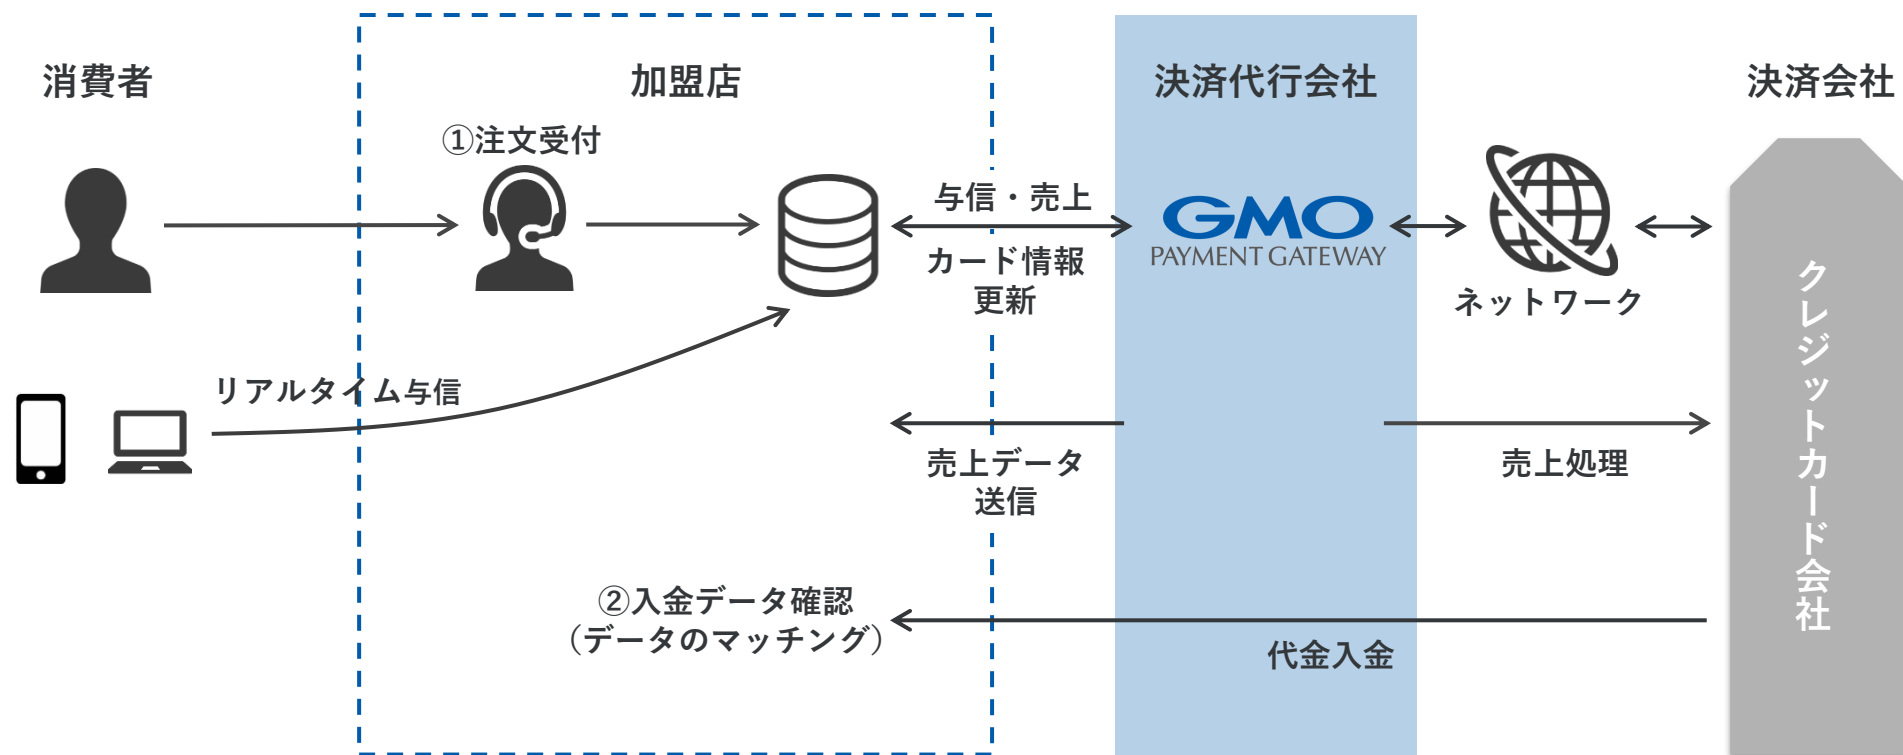 消費者
加盟店
決済代行会社
決済会社
①注文受付
与信・売上
カード情報
更新
GMO
PAYMENT GATEWAY
ネットワーク
クレジットカード会社
リアルタイム与信
売上データ
送信
売上処理
②入金データ確認
（データのマッチング）
代金入金